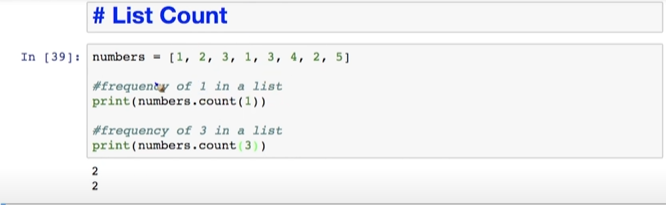 # List Count
In [39]: numbers = [1, 2, 3, 1, 3, 4, 2, 5]
#frequency of 1 in a list
print(numbers.count(1))
#frequency of 3 in a list
print(numbers.count(3))
2
2